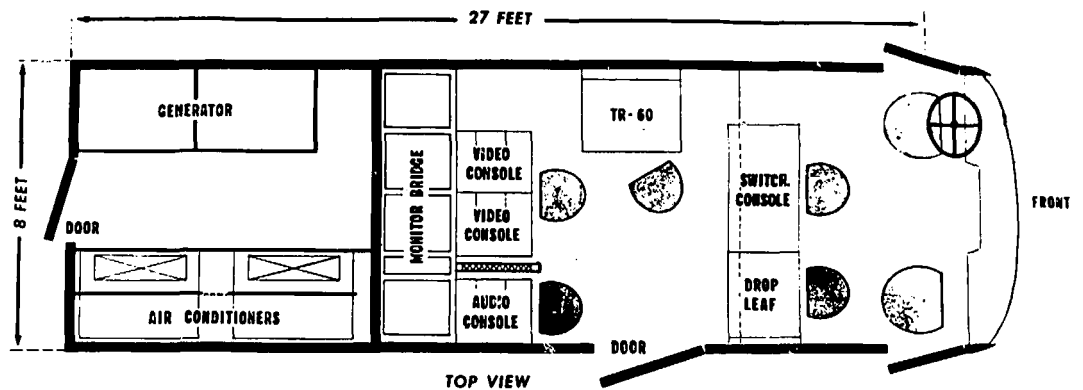 27 FEET
8 FEET
GENERATOR
DOOR
AIR CONDITIONERS
MONITOR BRIDGE
VIDEO
CONSOLE
VIDEO
CONSOLE
AUDIO
CONSOLE
TR-60
SWITCR.
CONSOLE
DROP
LEAF
DOOR
FRONT
TOP VIEW